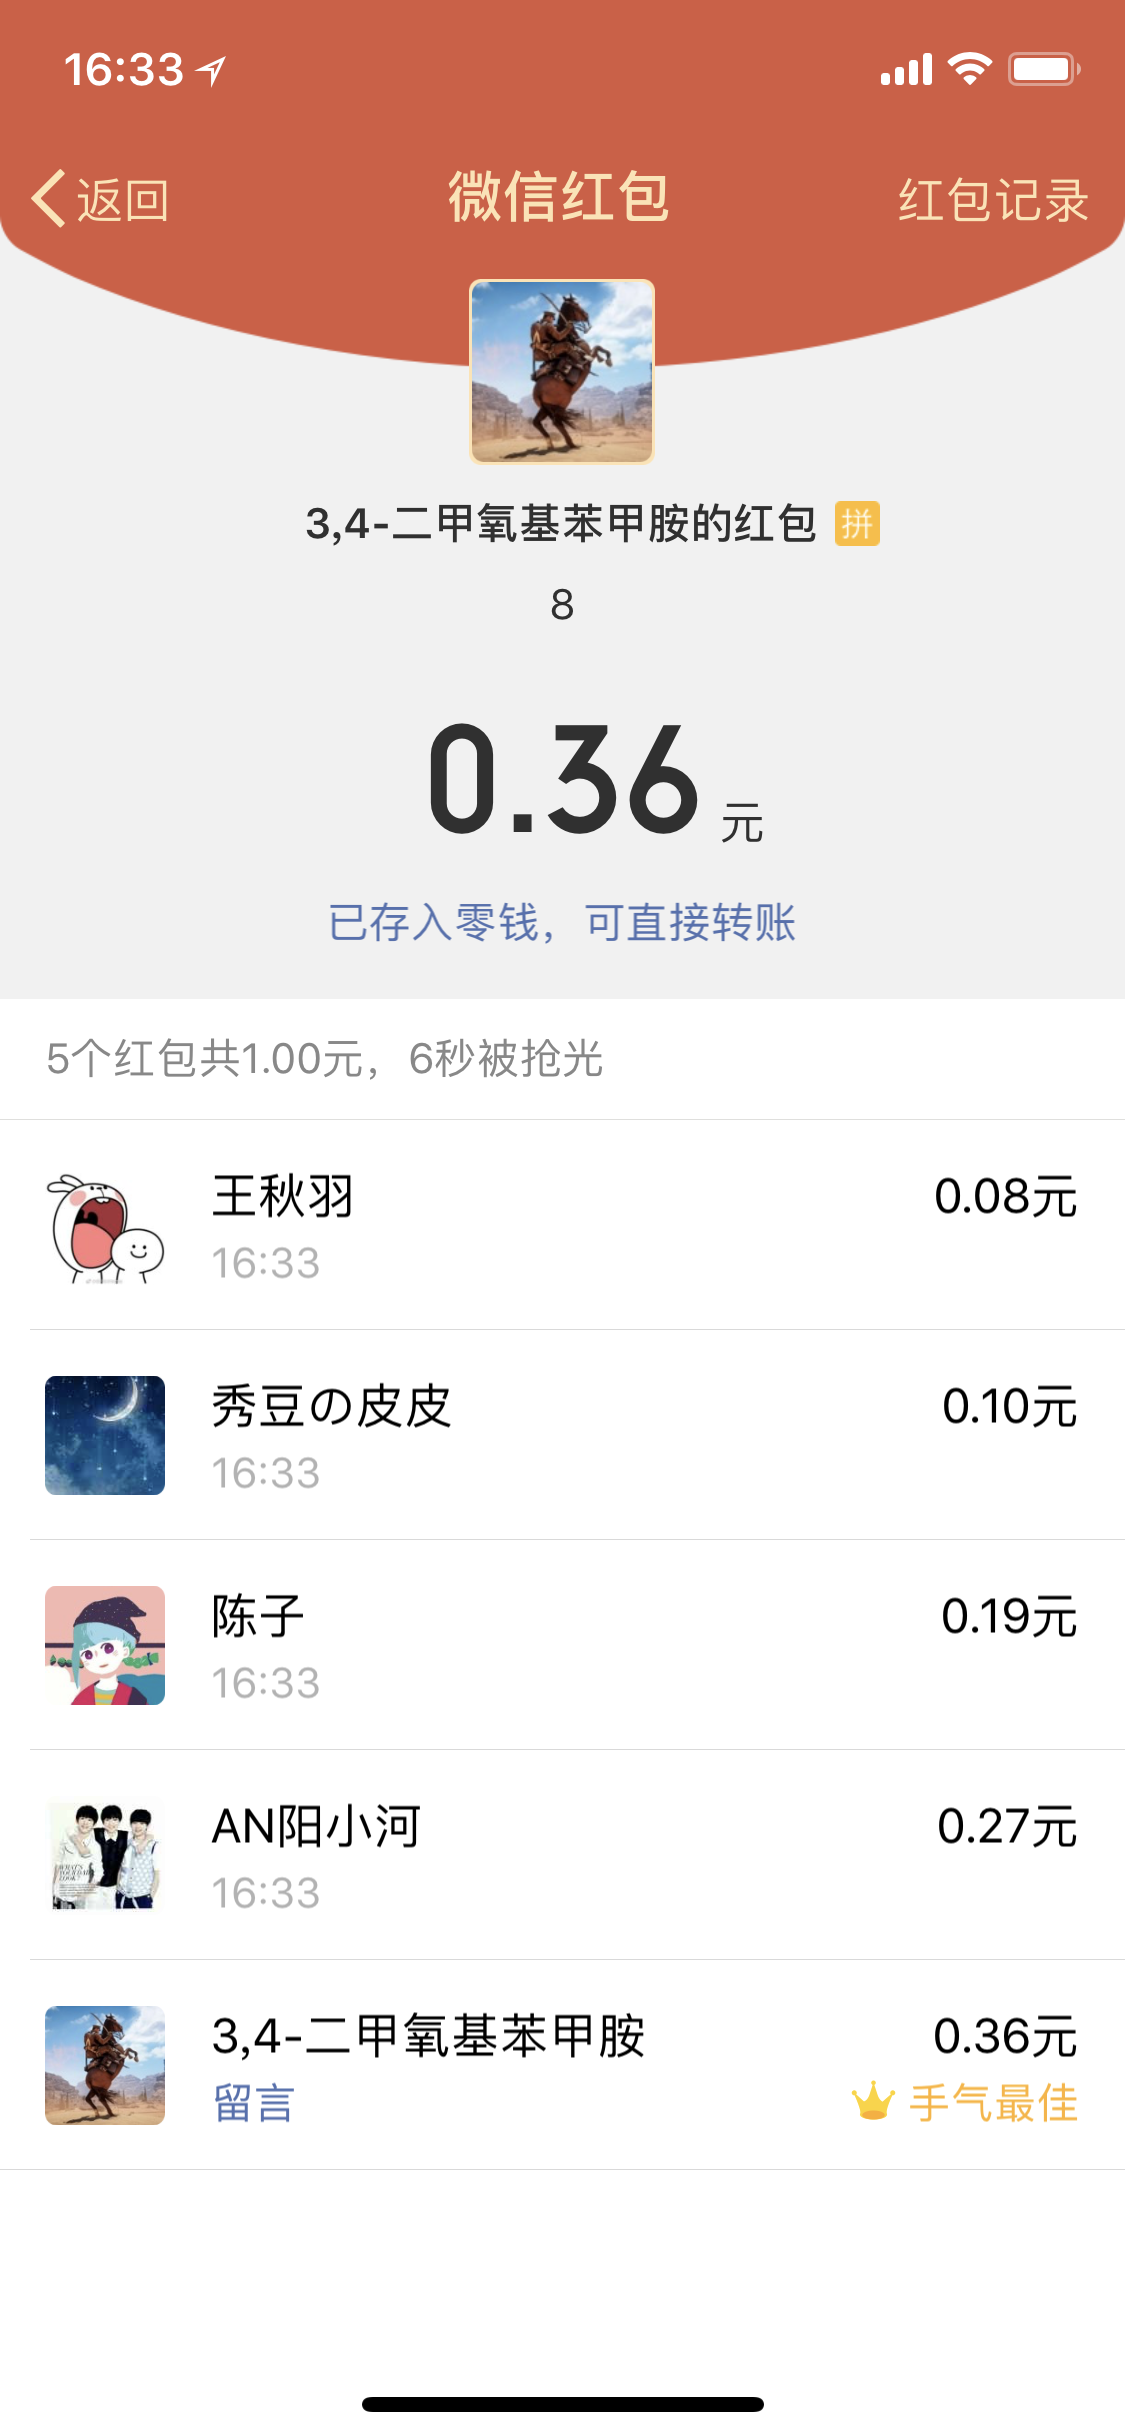 16:33
返回 微信红包 红包记录
3,4-二甲氧基苯甲胺的红包 拼
8
0.36 元
已存入零钱，可直接转账
5个红包共1.00元，6秒被抢光
王秋羽 0.08元
16:33
秀豆の皮皮 0.10元
16:33
陈子 0.19元
16:33
AN阳小河 0.27元
16:33
WHAT'S
YOUR DAILY
LOOK?
3,4-二甲氧基苯甲胺 0.36元
留言 手气最佳